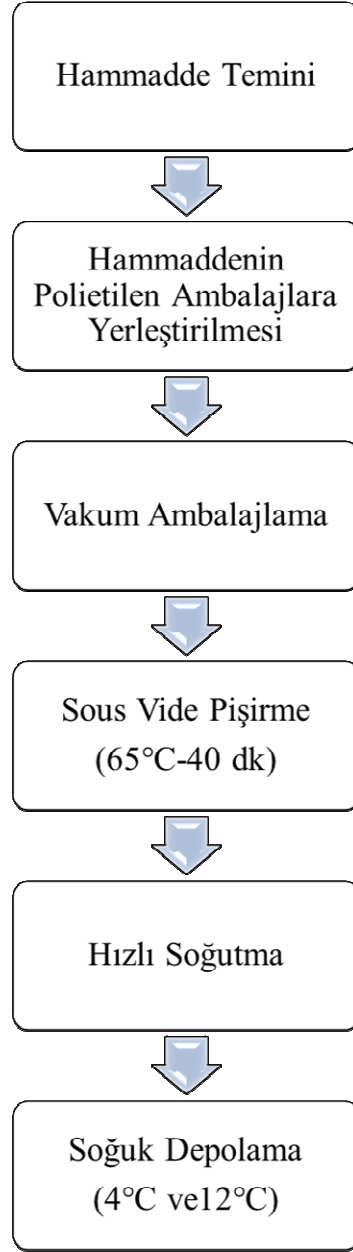 Hammadde Temini
Hammaddenin
Polietilen Ambalajlara
Yerleştirilmesi
Vakum Ambalajlama
Sous Vide Pişirme
(65°C-40 dk)
Hızlı Soğutma
Soğuk Depolama
(4°C ve12°C)